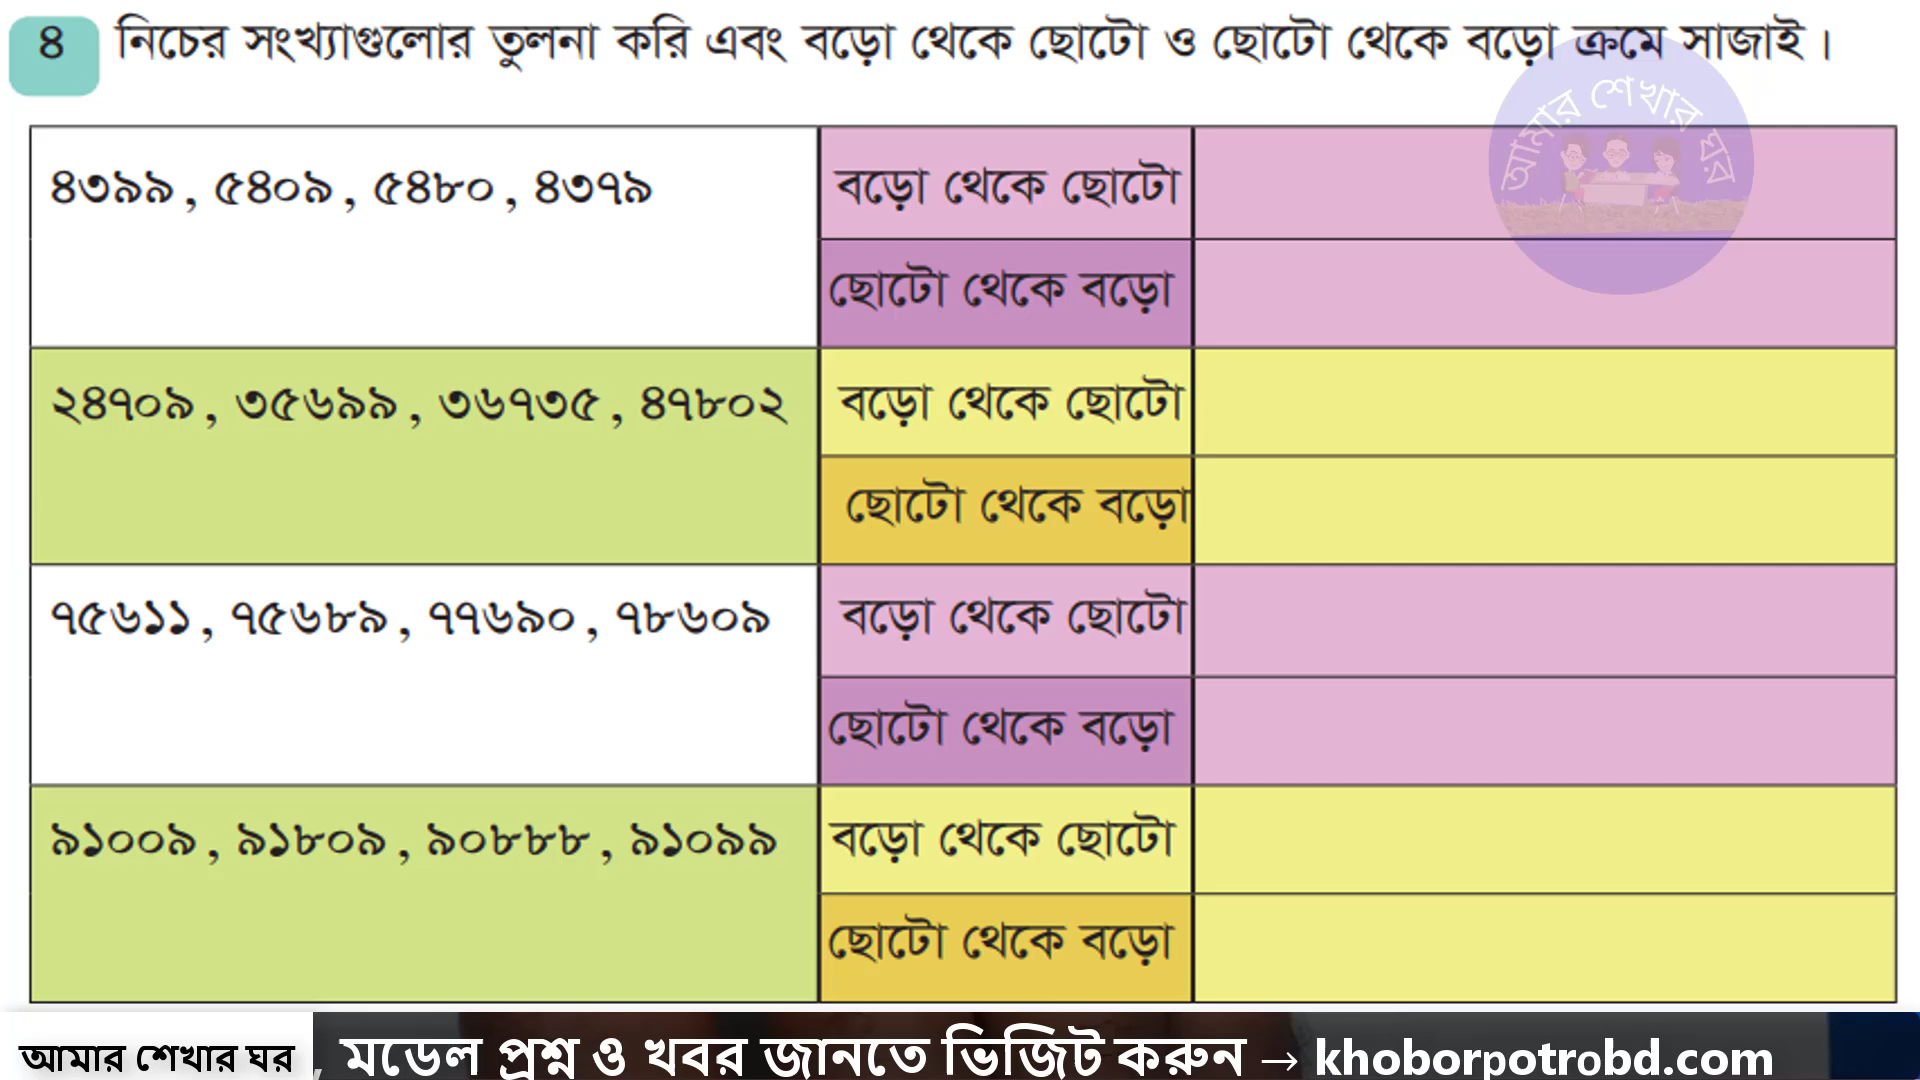 ৪ নিচের সংখ্যাগুলোর তুলনা করি এবং বড়ো থেকে ছোটো ও ছোটো থেকে বড়ো ক্রমে সাজাই।
আমার শেখার ঘর
৪৩৯৯, ৫৪০৯, ৫৪৮০, ৪৩৭৯ বড়ো থেকে ছোটো
ছোটো থেকে বড়ো
২৪৭০৯, ৩৫৬৯৯, ৩৬৭৩৫, ৪৭৮০২ বড়ো থেকে ছোটো
ছোটো থেকে বড়ো
৭৫৬১১, ৭৫৬৮৯, ৭৭৬৯০, ৭৮৬০৯ বড়ো থেকে ছোটো
ছোটো থেকে বড়ো
৯১০০৯, ৯১৮০৯, ৯০৮৮৮, ৯১০৯৯ বড়ো থেকে ছোটো
ছোটো থেকে বড়ো
আমার শেখার ঘর , মডেল প্রশ্ন ও খবর জানতে ভিজিট করুন → khoborpotrobd.com